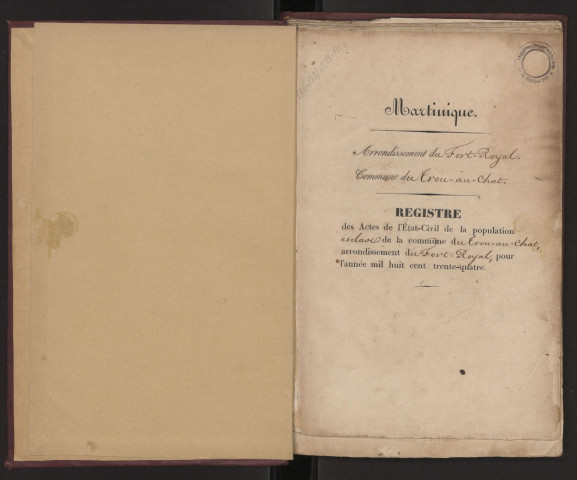 Martinique.
Arrondissement du Fort-Royal.
Commune du Trou-au-Chat.
REGISTRE
des Actes de l'État-Civil de la population
esclave de la commune du Trou-au-Chat,
arrondissement du Fort-Royal, pour
l'année mil huit cent trente-quatre.